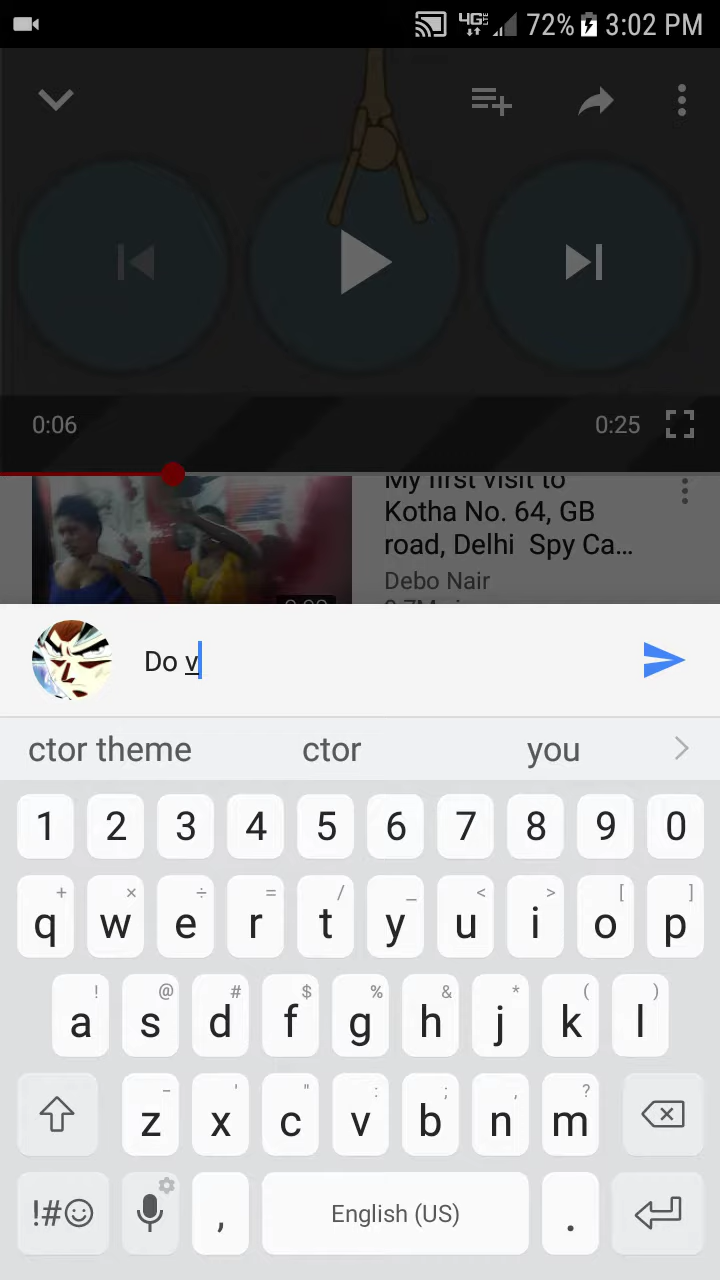 4G LTE 72% 3:02 PM
0:06 0:25
My first visit to
Kotha No. 64, GB
road, Delhi Spy Ca...
Debo Nair
Do v
ctor theme ctor you
1 2 3 4 5 6 7 8 9 0
+ × ÷ = / _ < > [ ]
q w e r t y u i o p
! @ # $ % & * ( )
a s d f g h j k l
- ' " : ; , ?
z x c v b n m
!#☺ , English (US) .